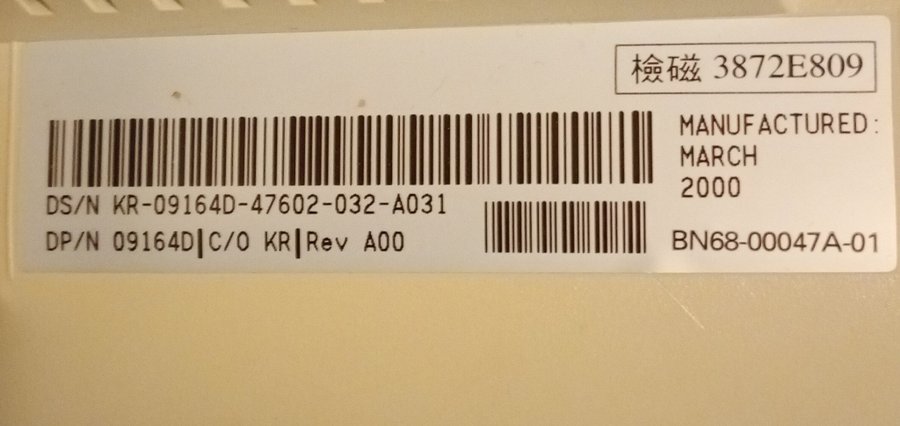 檢磁 3872E809
MANUFACTURED:
MARCH
2000
DS/N KR-09164D-47602-032-A031
DP/N 09164D|C/O KR|Rev A00
BN68-00047A-01